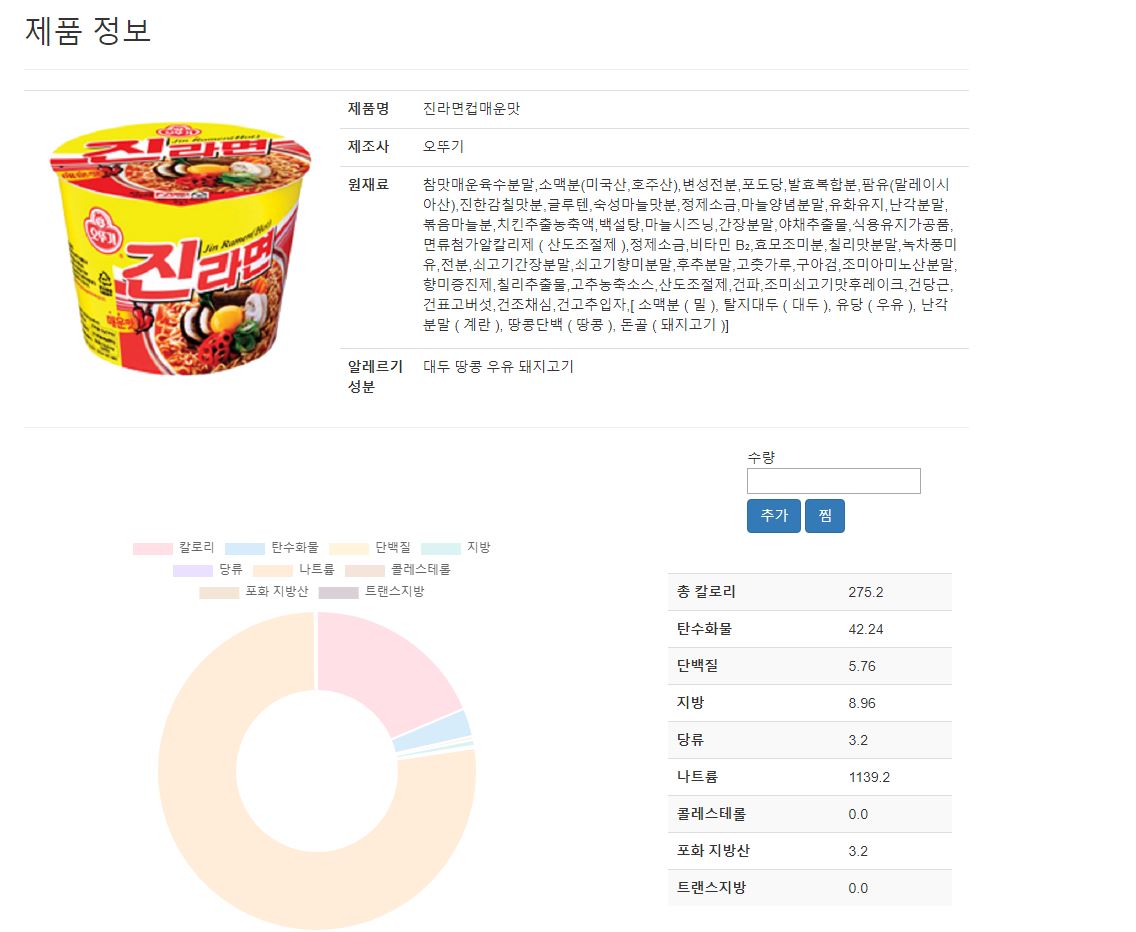 제품 정보
진
라면
Jin Ramen(Hot)
오뚜기
진라면
Jin Ramen(Hot)
매운맛
제품명 진라면컵매운맛
제조사 오뚜기
원재료 참맛매운육수분말,소맥분(미국산,호주산),변성전분,포도당,발효복합분,팜유(말레이시
아산),진한감칠맛분,글루텐,숙성마늘맛분,정제소금,마늘양념분말,유화유지,난각분말,
볶음마늘분,치킨추출농축액,백설탕,마늘시즈닝,간장분말,야채추출물,식용유지가공품,
면류첨가알칼리제 ( 산도조절제 ),정제소금,비타민 B₂,효모조미분,칠리맛분말,녹차풍미
유,전분,쇠고기간장분말,쇠고기향미분말,후추분말,고춧가루,구아검,조미아미노산분말,
향미증진제,칠리추출물,고추농축소스,산도조절제,건파,조미쇠고기맛후레이크,건당근,
건표고버섯,건조채심,건고추입자,[ 소맥분 ( 밀 ), 탈지대두 ( 대두 ), 유당 ( 우유 ), 난각
분말 ( 계란 ), 땅콩단백 ( 땅콩 ), 돈골 ( 돼지고기 )]
알레르기 대두 땅콩 우유 돼지고기
성분
수량
추가 찜
칼로리 탄수화물 단백질 지방
당류 나트륨 콜레스테롤
포화 지방산 트랜스지방
총 칼로리 275.2
탄수화물 42.24
단백질 5.76
지방 8.96
당류 3.2
나트륨 1139.2
콜레스테롤 0.0
포화 지방산 3.2
트랜스지방 0.0